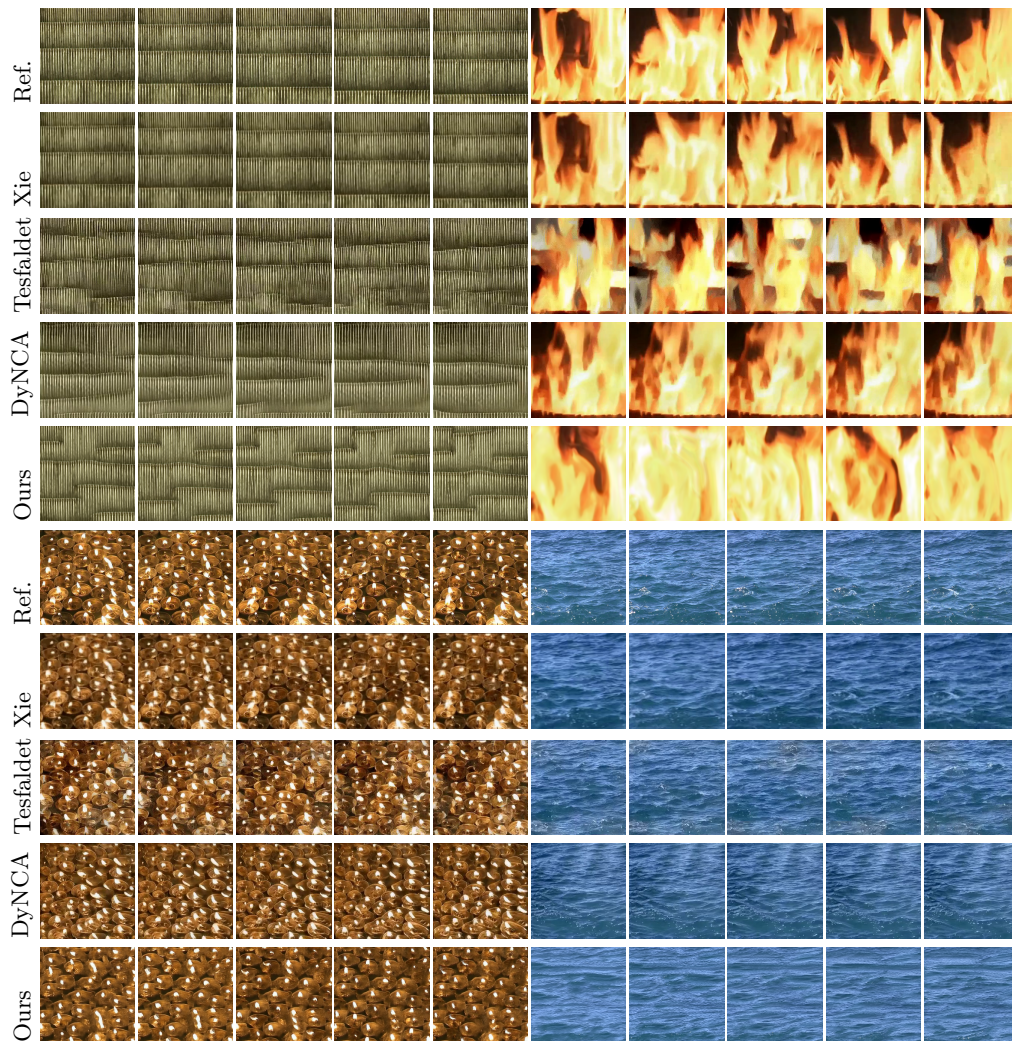 Ref.
Xie
Tesfaldet
DyNCA
Ours
Ref.
Xie
Tesfaldet
DyNCA
Ours